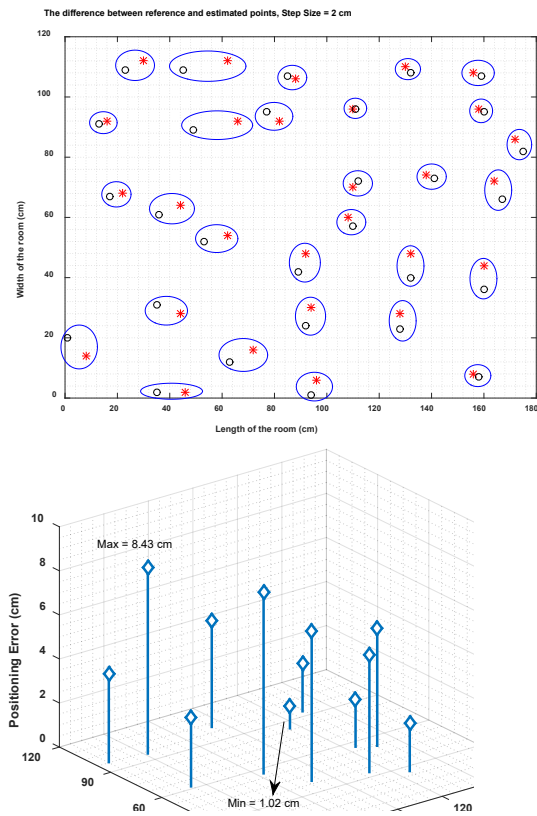 The difference between reference and estimated points, Step Size = 2 cm
120
100
80
60
40
20
0
Width of the room (cm)
0 20 40 60 80 100 120 140 160 180
Length of the room (cm)
10
Max = 8.43 cm
8
6
4
2
0
Positioning Error (cm)
120
90
60
Min = 1.02 cm
120